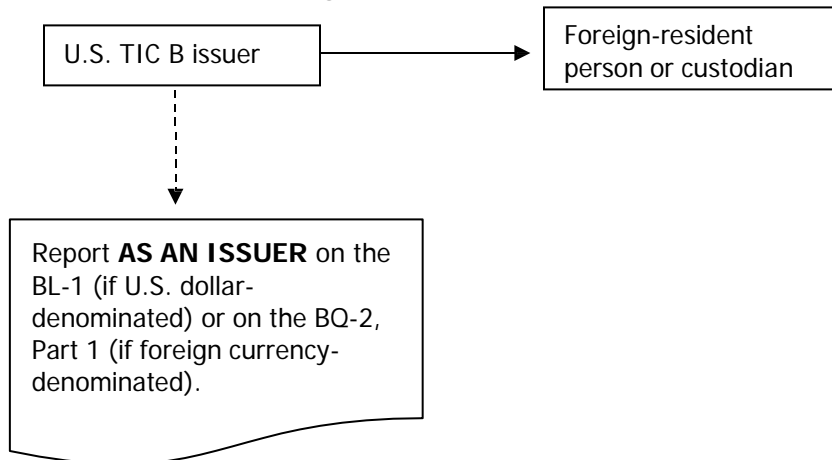 U.S. TIC B issuer
Foreign-resident
person or custodian
Report AS AN ISSUER on the
BL-1 (if U.S. dollar-
denominated) or on the BQ-2,
Part 1 (if foreign currency-
denominated).